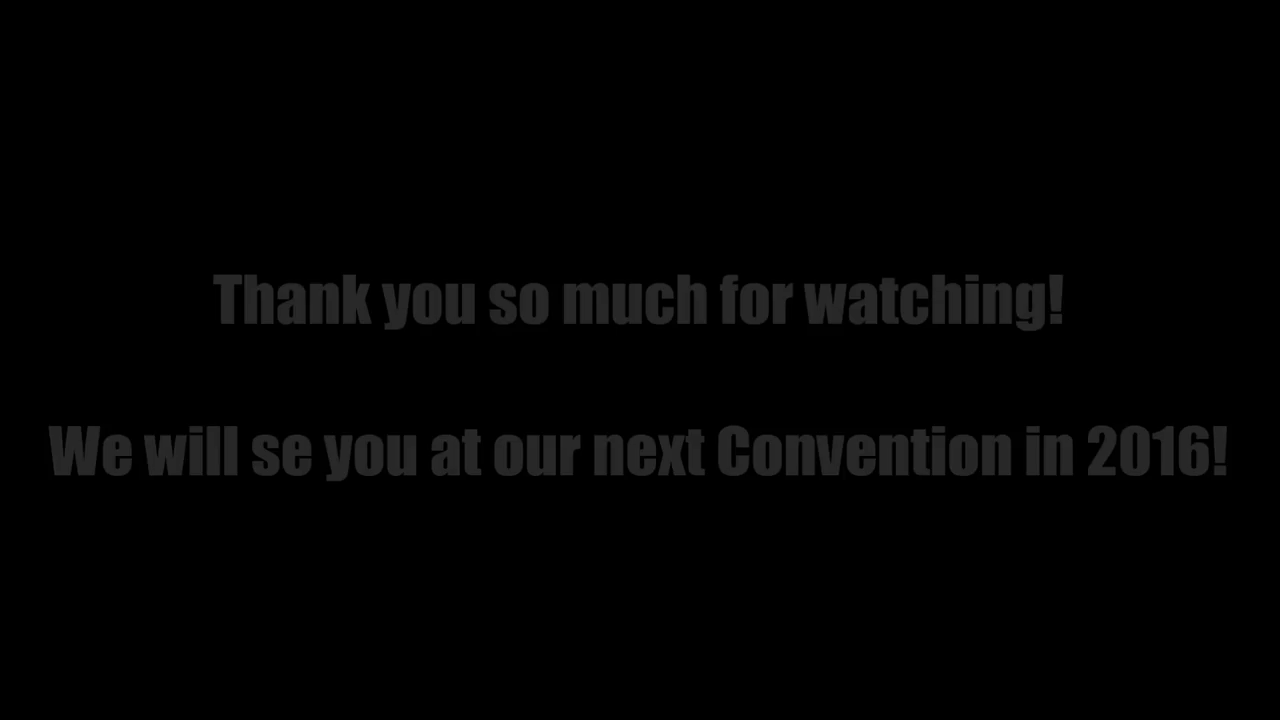 Thank you so much for watching!
We will se you at our next Convention in 2016!